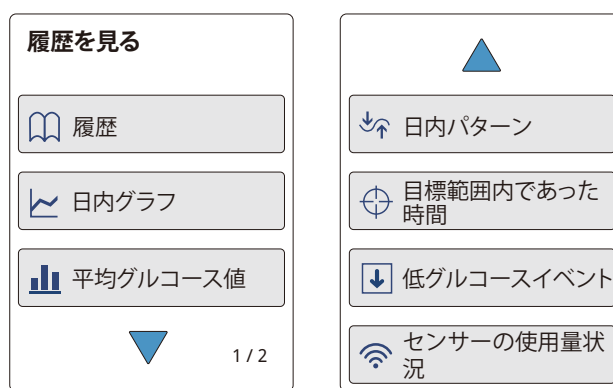 履歴を見る
履歴
日内グラフ
平均グルコース値
1 / 2
日内パターン
目標範囲内であった
時間
低グルコースイベント
センサーの使用量状
況